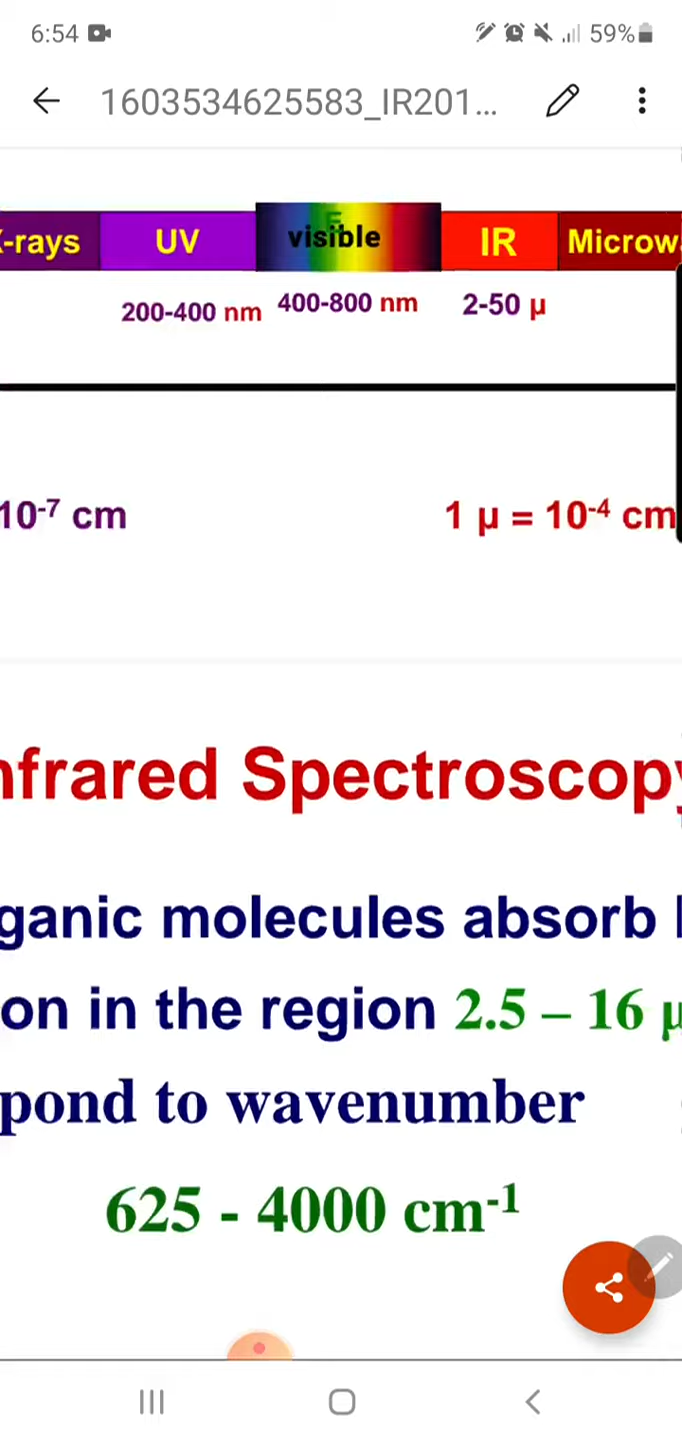 6:54 59%
1603534625583_IR201...
-rays UV visible IR Microw
200-400 nm 400-800 nm 2-50 μ
10-7 cm 1 μ = 10-4 cm
nfrared Spectroscopy
ganic molecules absorb
on in the region 2.5 – 16 μ
pond to wavenumber
625 - 4000 cm-1